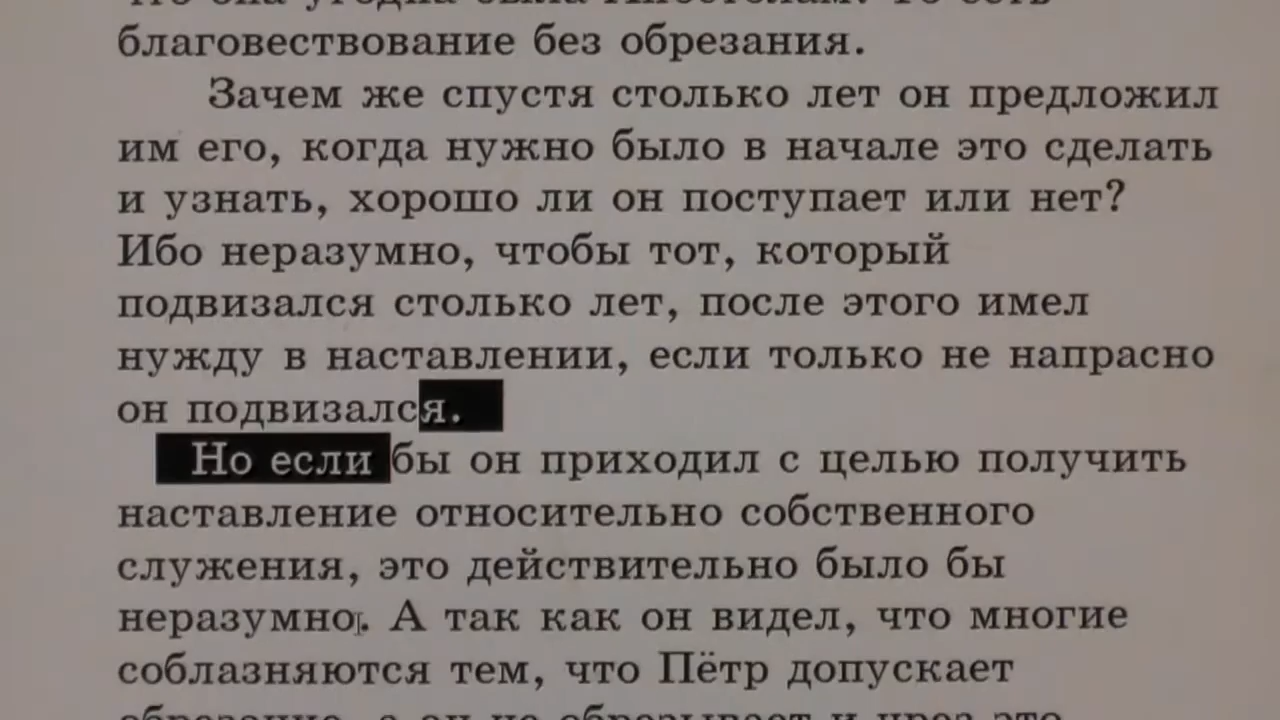 благовествование без обрезания.
Зачем же спустя столько лет он предложил
им его, когда нужно было в начале это сделать
и узнать, хорошо ли он поступает или нет?
Ибо неразумно, чтобы тот, который
подвизался столько лет, после этого имел
нужду в наставлении, если только не напрасно
он подвизался.
Но если бы он приходил с целью получить
наставление относительно собственного
служения, это действительно было бы
неразумно. А так как он видел, что многие
соблазняются тем, что Пётр допускает